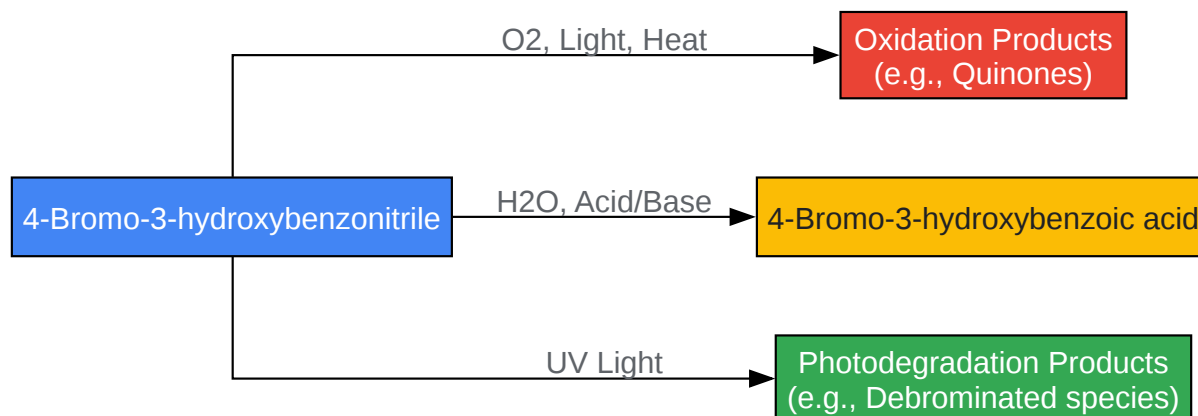 O2, Light, Heat
Oxidation Products
(e.g., Quinones)
4-Bromo-3-hydroxybenzonitrile
H2O, Acid/Base
4-Bromo-3-hydroxybenzoic acid
UV Light
Photodegradation Products
(e.g., Debrominated species)